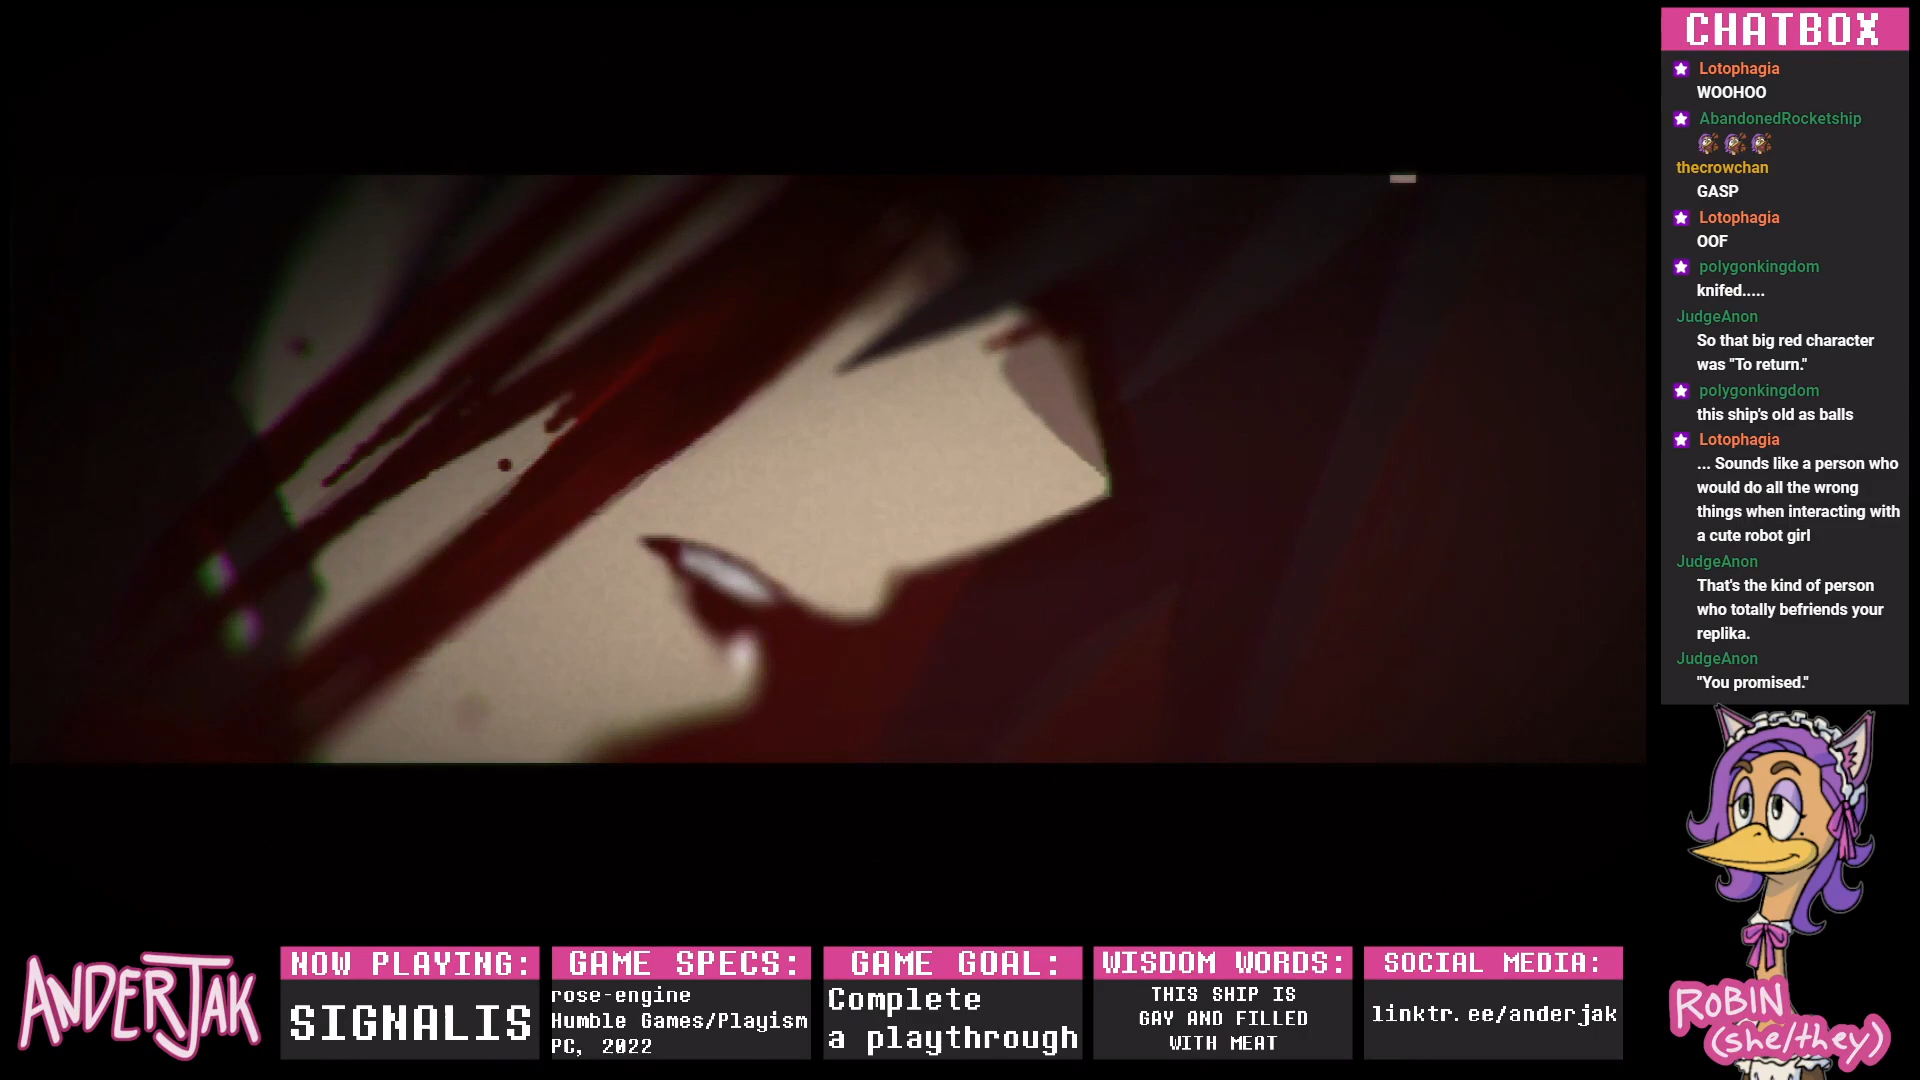 CHATBOX
Lotophagia
WOOHOO
AbandonedRocketship
thecrowchan
GASP
Lotophagia
OOF
polygonkingdom
knifed.....
JudgeAnon
So that big red character
was "To return."
polygonkingdom
this ship's old as balls
Lotophagia
... Sounds like a person who
would do all the wrong
things when interacting with
a cute robot girl
JudgeAnon
That's the kind of person
who totally befriends your
replika.
JudgeAnon
"You promised."
ANDERJAK
NOW PLAYING:
SIGNALIS
GAME SPECS:
rose-engine
Humble Games/Playism
PC, 2022
GAME GOAL:
Complete
a playthrough
WISDOM WORDS:
THIS SHIP IS
GAY AND FILLED
WITH MEAT
SOCIAL MEDIA:
linktr.ee/anderjak
ROBIN
(she/they)